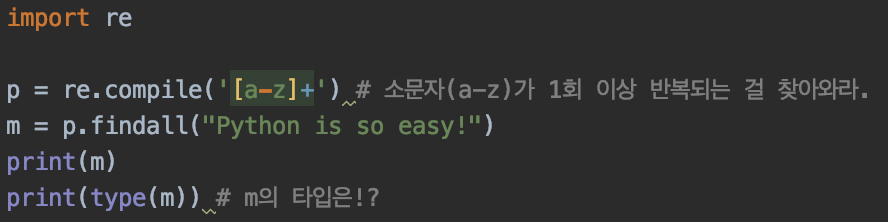 import re
p = re.compile('[a-z]+') # 소문자(a-z)가 1회 이상 반복되는 걸 찾아와라.
m = p.findall("Python is so easy!")
print(m)
print(type(m)) # m의 타입은!?